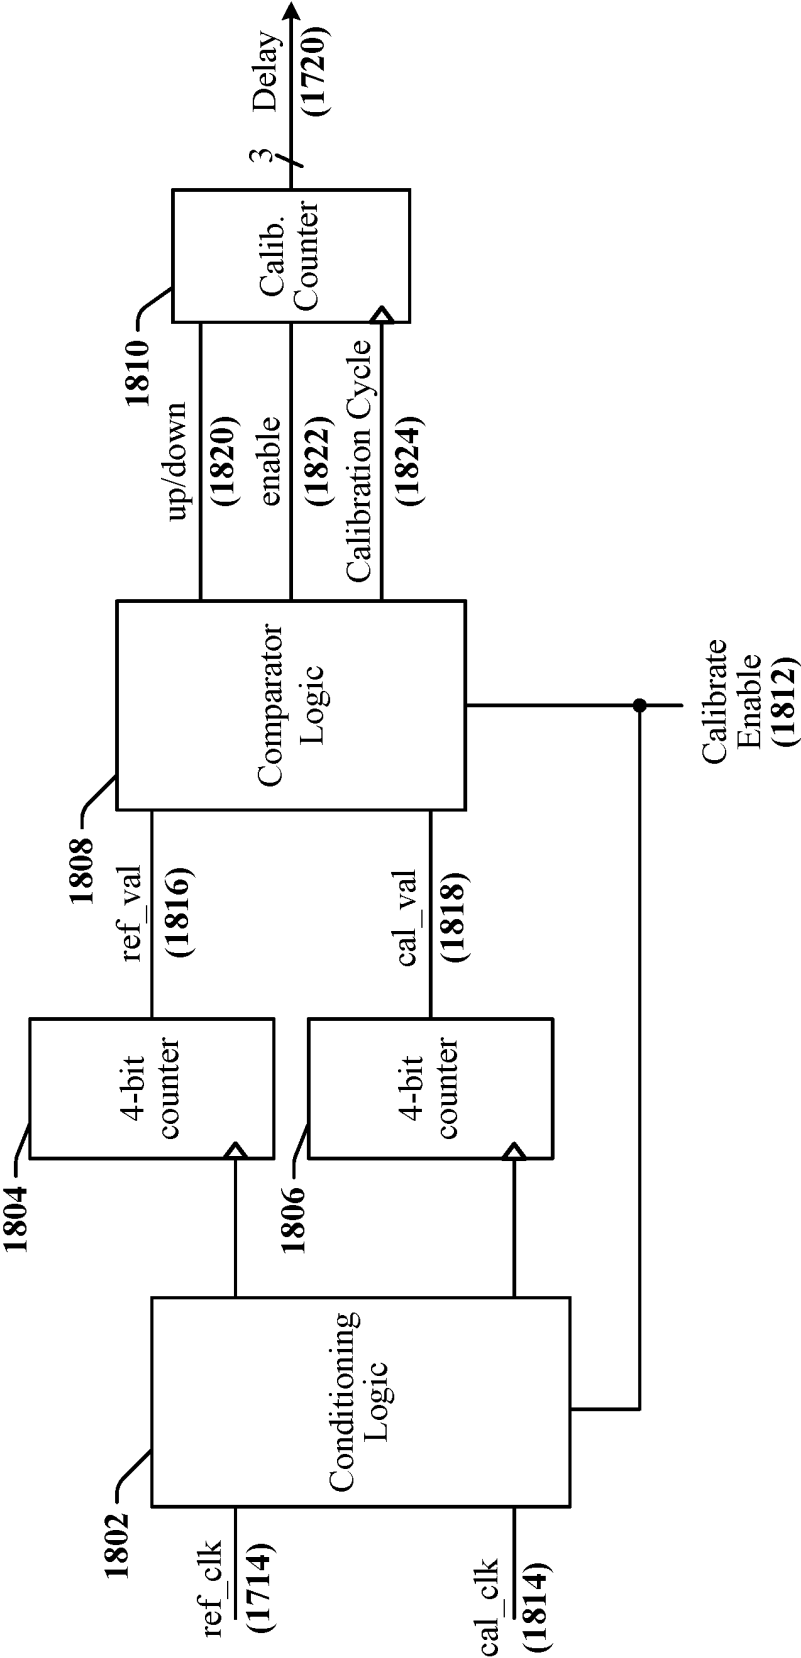 ref_clk
(1714)
cal_clk
(1814)
1802
Conditioning
Logic
1804
4-bit
counter
1806
4-bit
counter
ref_val
(1816)
cal_val
(1818)
1808
Comparator
Logic
Calibrate
Enable
(1812)
up/down
(1820)
enable
(1822)
Calibration Cycle
(1824)
1810
Calib.
Counter
3
Delay
(1720)